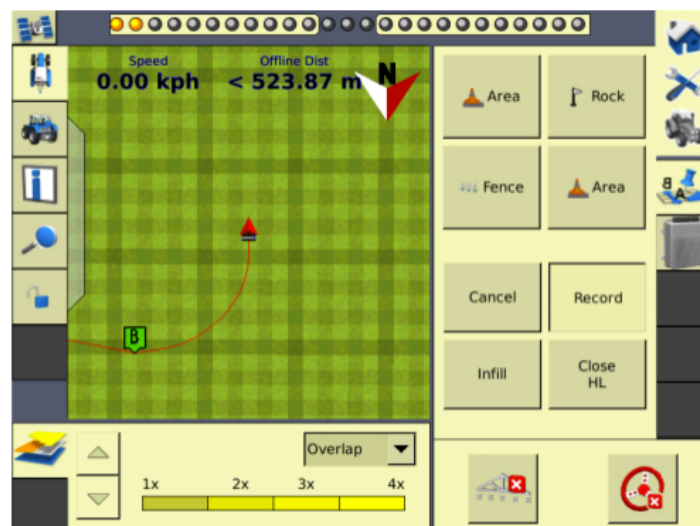 Speed
Offline Dist
0.00 kph
< 523.87 m
N
Area
Rock
Fence
Area
B
A
B
Cancel
Record
Infill
Close
HL
Overlap
1x
2x
3x
4x